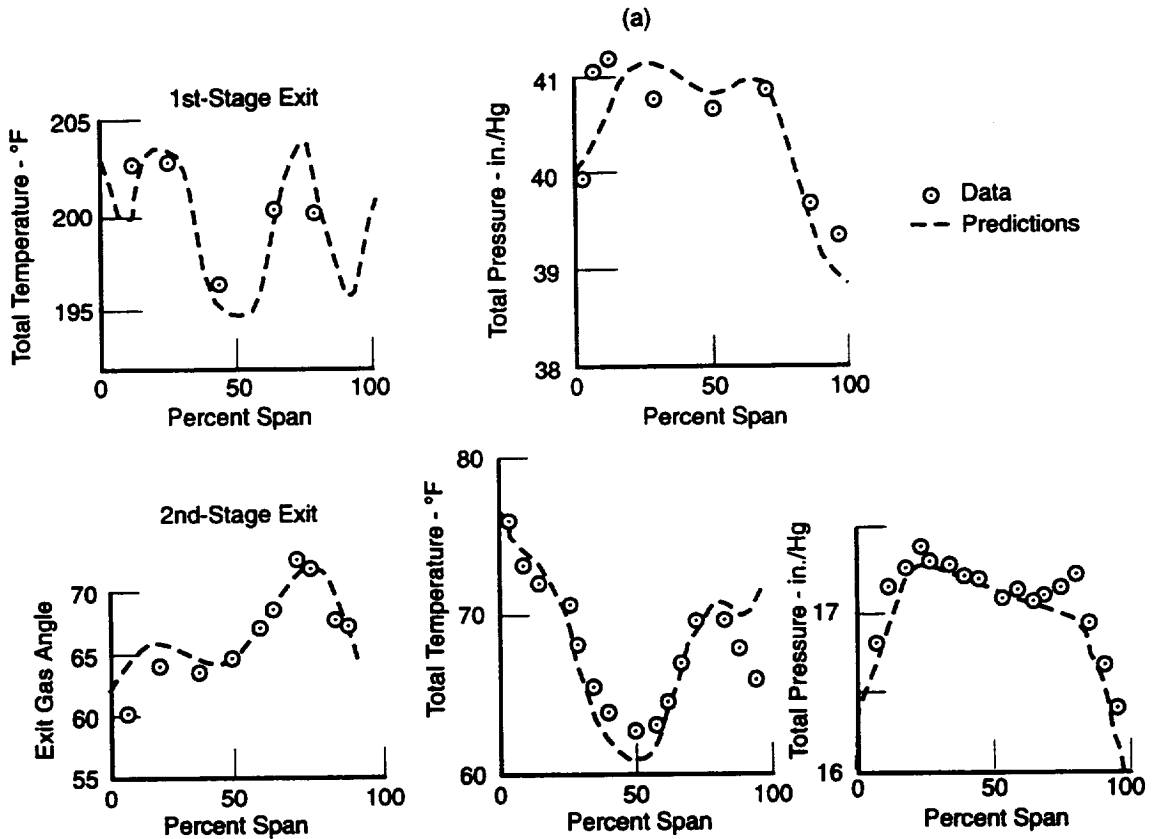 (a)
1st-Stage Exit
Total Temperature - °F
205
200
195
0 50 100
Percent Span
Total Pressure - in./Hg
41
40
39
38
0 50 100
Percent Span
Data
Predictions
2nd-Stage Exit
Exit Gas Angle
70
65
60
55
0 50 100
Percent Span
Total Temperature - °F
80
70
60
0 50 100
Percent Span
Total Pressure - in./Hg
17
16
0 50 100
Percent Span